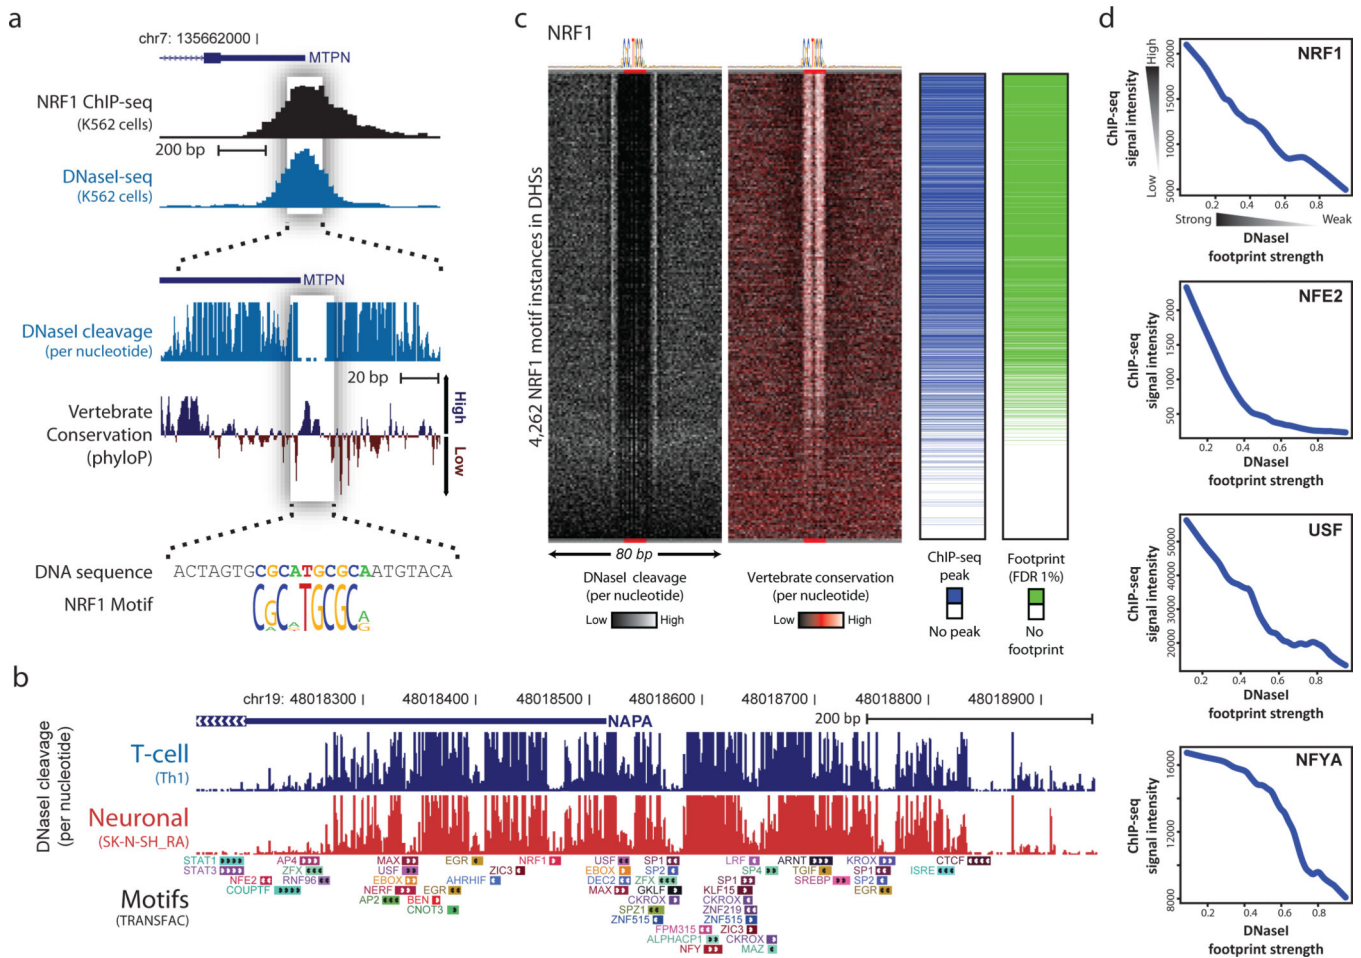 a
chr7: 135662000
MTPN
NRF1 ChIP-seq
(K562 cells)
200 bp
DNaseI-seq
(K562 cells)
MTPN
DNaseI cleavage
(per nucleotide)
20 bp
Vertebrate
Conservation
(phyloP)
High
Low
DNA sequence
ACTAGTGCGCATGCGCAATGTACA
NRF1 Motif
CGCATGCGCA
c
NRF1
4,262 NRF1 motif instances in DHSs
80 bp
DNaseI cleavage
(per nucleotide)
Low High
Vertebrate conservation
(per nucleotide)
Low High
ChIP-seq
peak
No peak
Footprint
(FDR 1%)
No
footprint
d
NRF1
ChIP-seq
signal intensity
High
Low
20000
15000
10000
5000
0.2 0.4 0.6 0.8
Strong Weak
DNaseI
footprint strength
NFE2
ChIP-seq
signal intensity
2000
1500
1000
500
0.2 0.4 0.6 0.8
DNaseI
footprint strength
USF
ChIP-seq
signal intensity
50000
40000
30000
20000
0.2 0.4 0.6 0.8
DNaseI
footprint strength
NFYA
ChIP-seq
signal intensity
16000
12000
8000
0.2 0.4 0.6 0.8
DNaseI
footprint strength
b
chr19: 48018300 48018400 48018500 48018600 48018700 48018800 48018900
NAPA
200 bp
DNaseI cleavage
(per nucleotide)
T-cell
(Th1)
Neuronal
(SK-N-SH_RA)
Motifs
(TRANSFAC)
STAT1 AP4 MAX EGR NRF1 USF SP1 LRF ARNT KROX CTCF
STAT3 ZFX USF ZIC3 EBOX SP2 SP4 TGIF SP1 ISRE
NFE2 RNF96 EBOX AHRHIF DEC2 ZFX SP1 SREBP SP2
COUPTF NERF EGR MAX GKLF KLF15 EGR
AP2 BEN CKROX CKROX
CNOT3 SPZ1 ZNF219
ZNF515 ZNF515
FPM315 ZIC3
ALPHACP1 CKROX
NFY MAZ